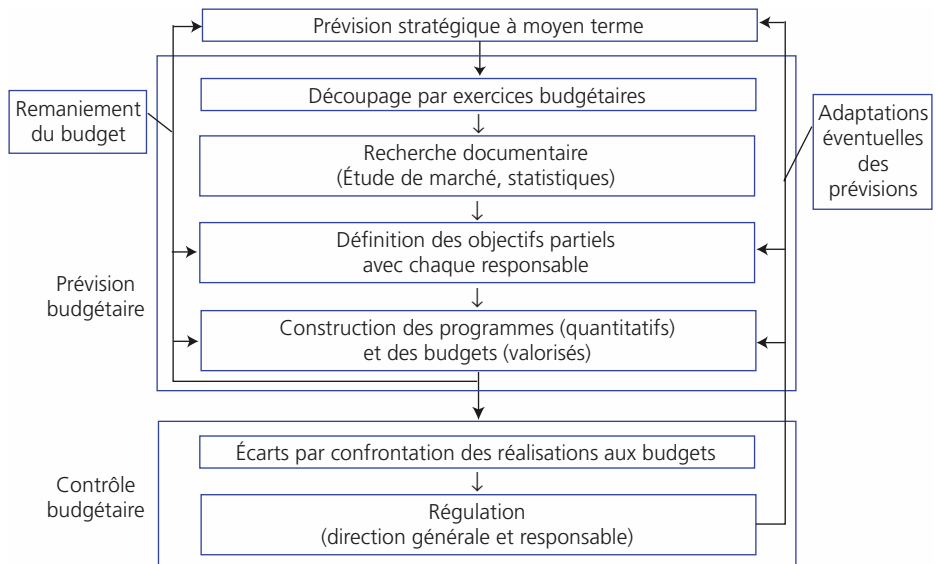 Prévision stratégique à moyen terme
Découpage par exercices budgétaires
Remaniement
du budget
Recherche documentaire
(Étude de marché, statistiques)
Adaptations
éventuelles
des
prévisions
Définition des objectifs partiels
avec chaque responsable
Prévision
budgétaire
Construction des programmes (quantitatifs)
et des budgets (valorisés)
Écarts par confrontation des réalisations aux budgets
Contrôle
budgétaire
Régulation
(direction générale et responsable)